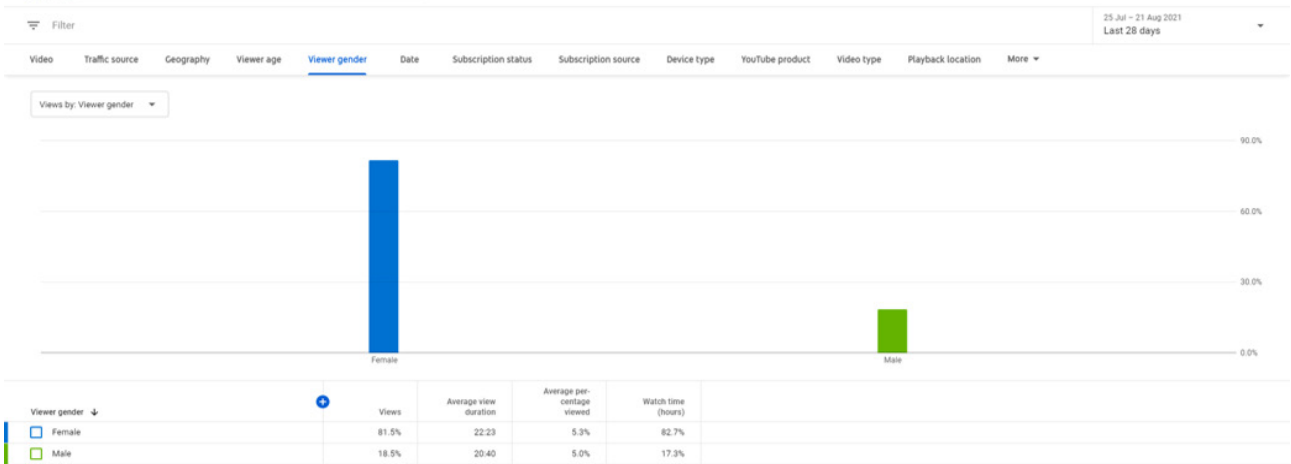 Filter
25 Jul – 21 Aug 2021
Last 28 days
Video Traffic source Geography Viewer age Viewer gender Date Subscription status Subscription source Device type YouTube product Video type Playback location More
Views by: Viewer gender
90.0%
60.0%
30.0%
0.0%
Female Male
Viewer gender Views Average view duration Average per-centage viewed Watch time (hours)
Female 81.5% 22:23 5.3% 82.7%
Male 18.5% 20:40 5.0% 17.3%